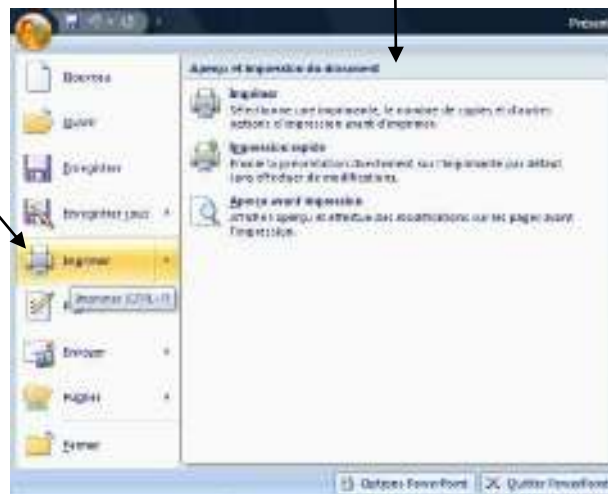 Présent
Nouveau
Ouvrir
Enregistrer
Enregistrer sous
Imprimer
Imprimer (CTRL+P)
Envoyer
Publier
Fermer
Aperçu et impression du document
Imprimer
Sélectionne une imprimante, le nombre de copies et d'autres
options d'impression avant d'imprimer.
Impression rapide
Envoie la présentation directement sur l'imprimante par défaut
sans effectuer de modifications.
Aperçu avant impression
Affiche l'aperçu et effectue des modifications sur les pages avant
l'impression.
Options PowerPoint
Quitter PowerPoint